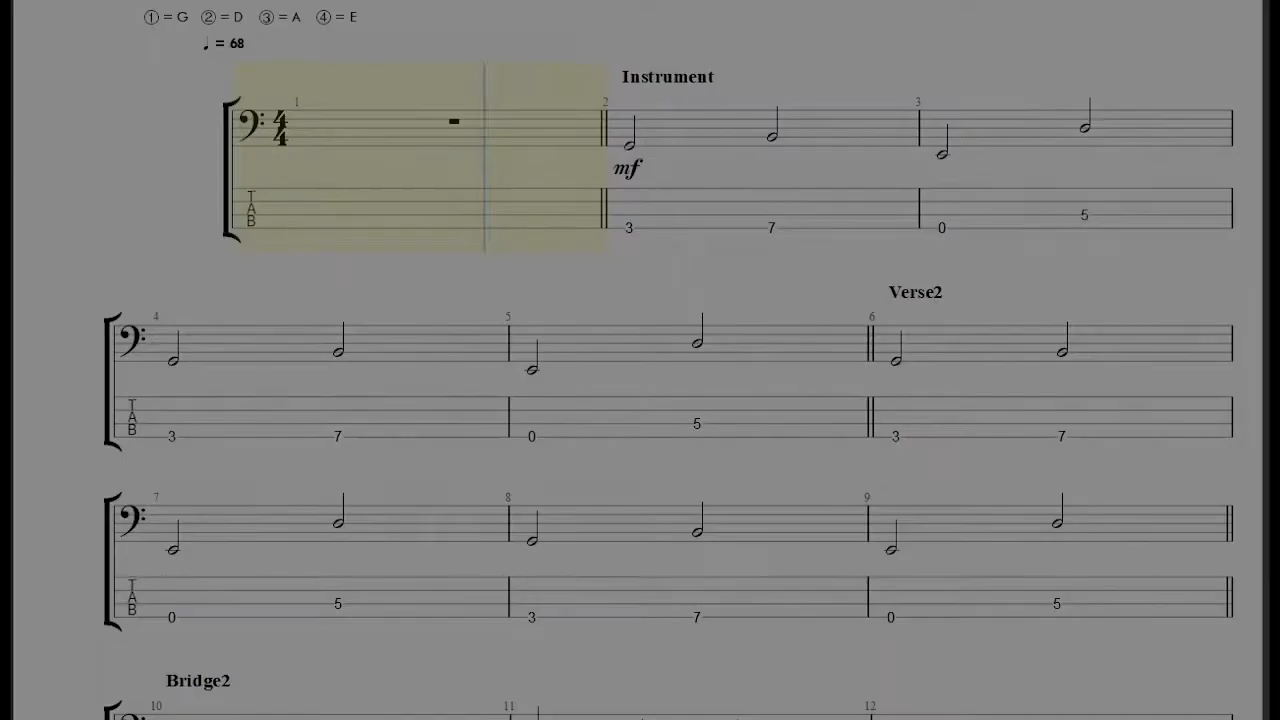 ① = G ② = D ③ = A ④ = E
♩ = 68
Instrument
1 2 3
mf
T
A
B
3 7 0 5
Verse2
4 5 6
T
A
B
3 7 0 5 3 7
7 8 9
T
A
B
0 5 3 7 0 5
Bridge2
10 11 12